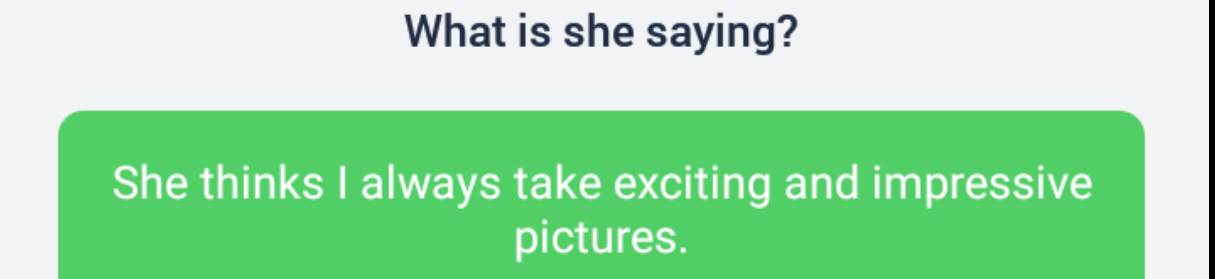 What is she saying?
She thinks I always take exciting and impressive
pictures.